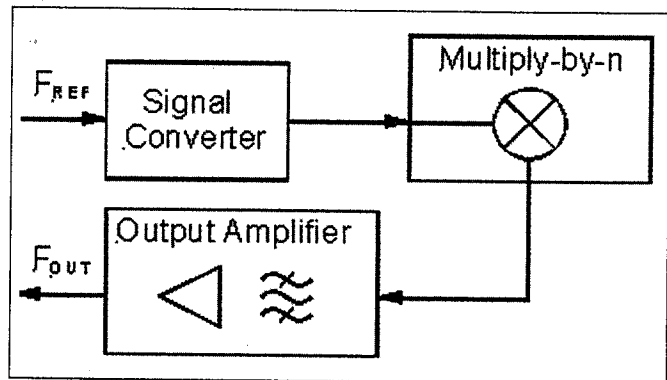 Multiply-by-n
FREF
Signal
Converter
Output Amplifier
FOUT